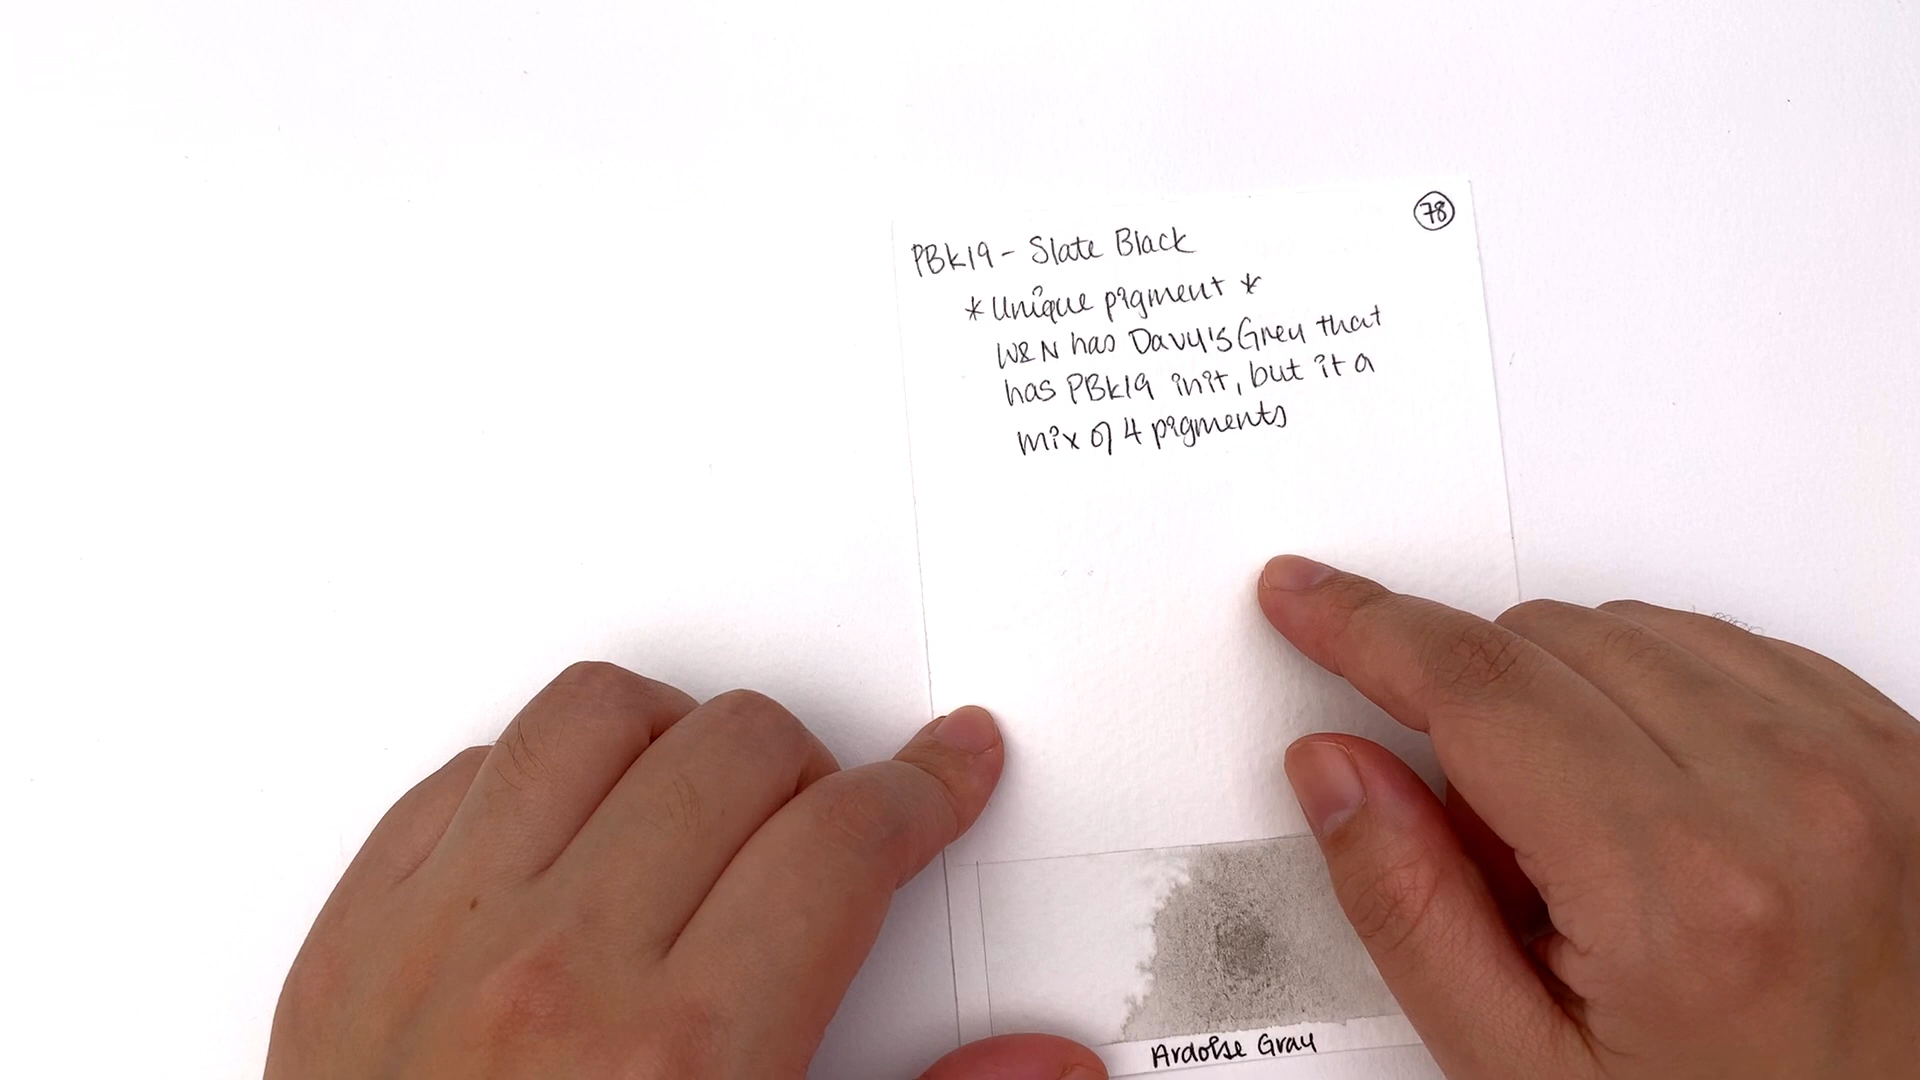 78
PBk19 - Slate Black
* Unique pigment *
W&N has Davy's Grey that
has PBk19 in it, but it a
mix of 4 pigments
Ardoise Gray